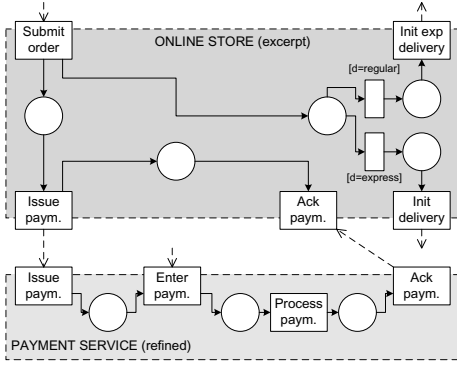 Submit
order
ONLINE STORE (excerpt)
Init exp
delivery
[d=regular]
[d=express]
Issue
paym.
Ack
paym.
Init
delivery
Issue
paym.
Enter
paym.
Process
paym.
Ack
paym.
PAYMENT SERVICE (refined)